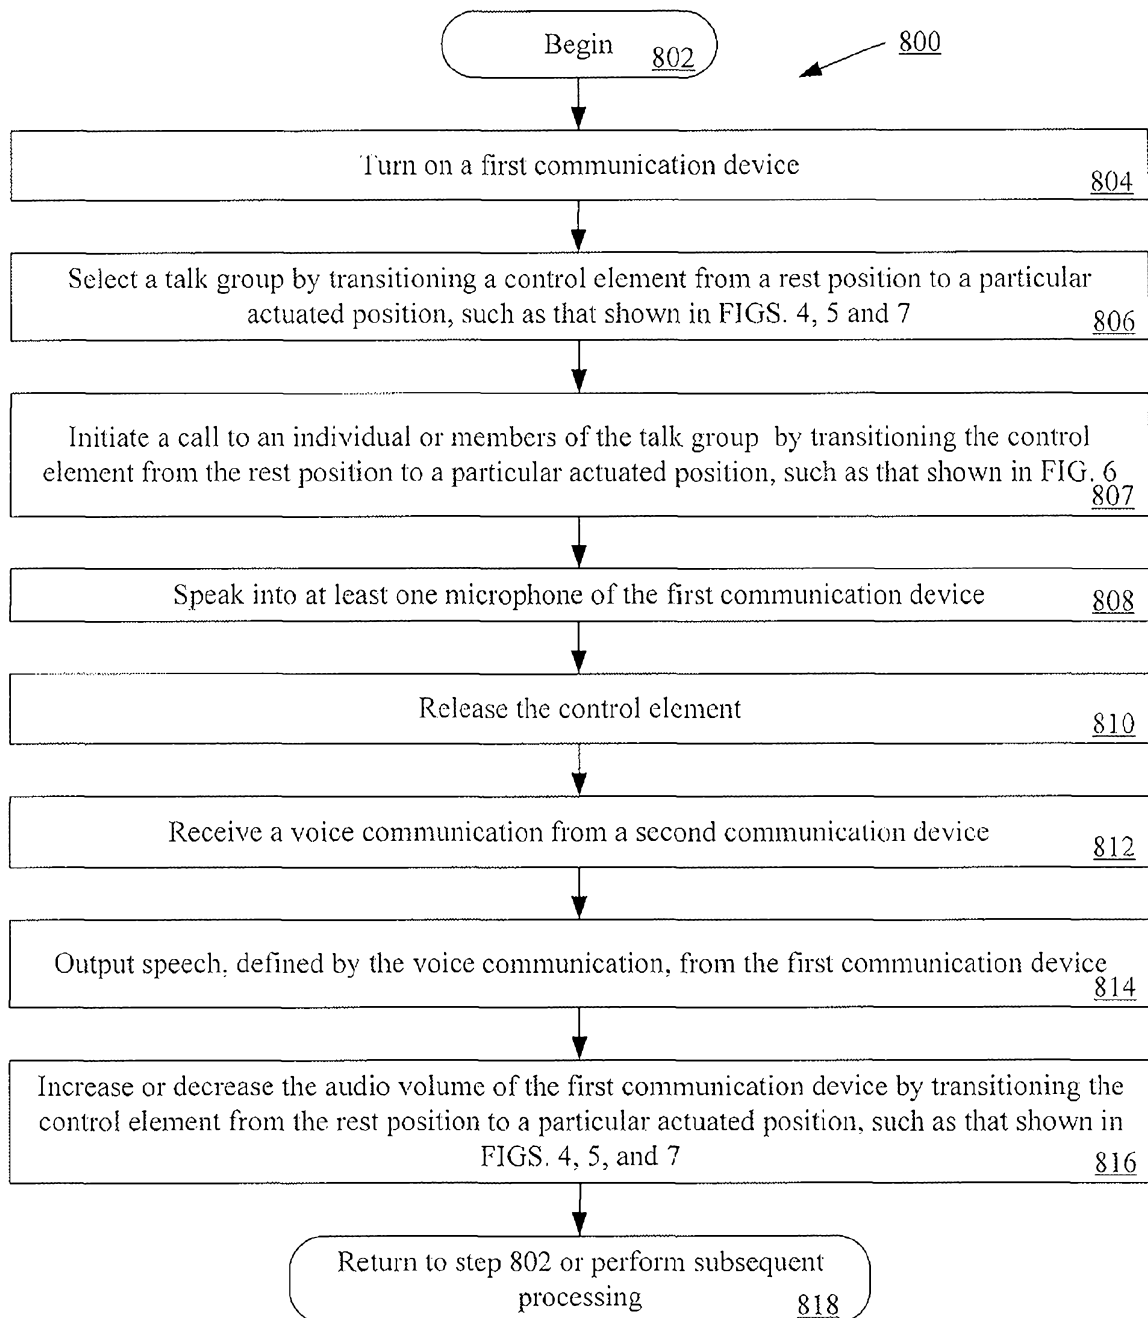 Begin
802
800
Turn on a first communication device
804
Select a talk group by transitioning a control element from a rest position to a particular
actuated position, such as that shown in FIGS. 4, 5 and 7
806
Initiate a call to an individual or members of the talk group by transitioning the control
element from the rest position to a particular actuated position, such as that shown in FIG. 6
807
Speak into at least one microphone of the first communication device
808
Release the control element
810
Receive a voice communication from a second communication device
812
Output speech, defined by the voice communication, from the first communication device
814
Increase or decrease the audio volume of the first communication device by transitioning the
control element from the rest position to a particular actuated position, such as that shown in
FIGS. 4, 5, and 7
816
Return to step 802 or perform subsequent
processing
818